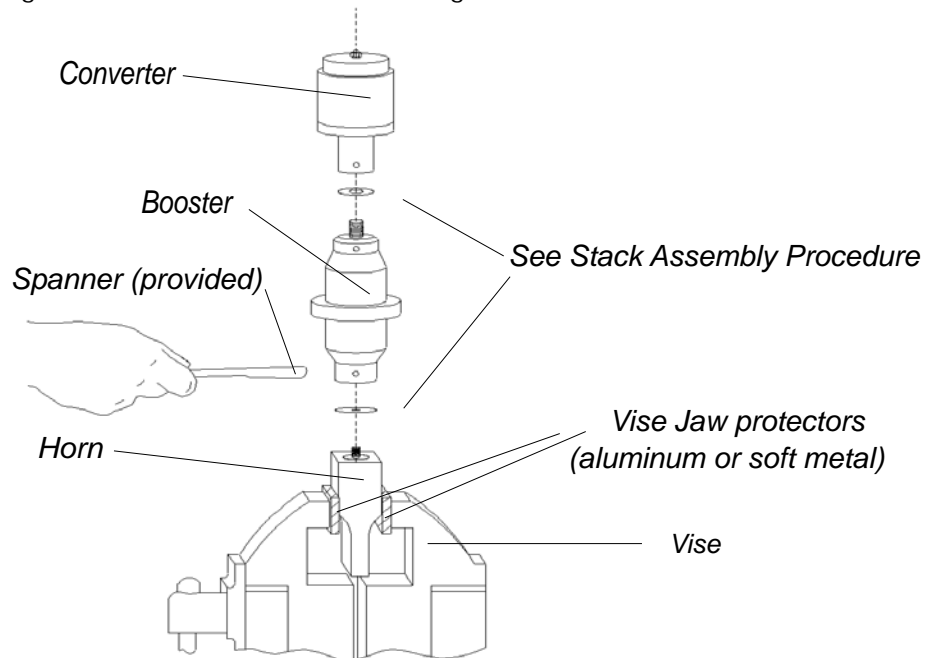 Converter
Booster
See Stack Assembly Procedure
Spanner (provided)
Horn
Vise Jaw protectors
(aluminum or soft metal)
Vise